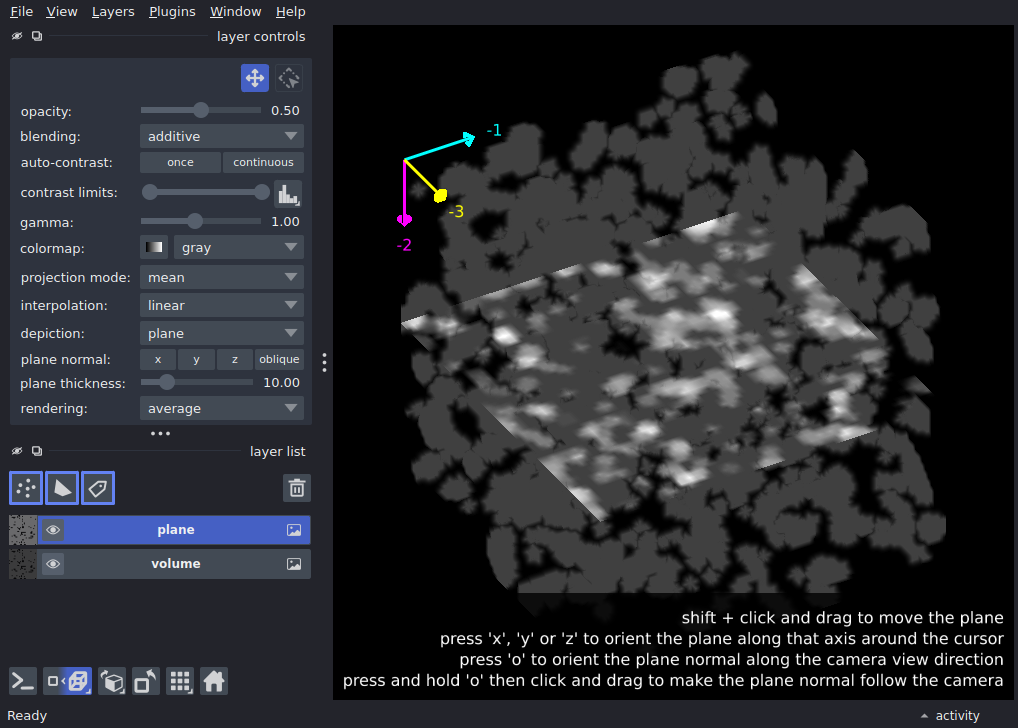 File View Layers Plugins Window Help
layer controls
opacity: 0.50
blending: additive
auto-contrast: once continuous
contrast limits:
gamma: 1.00
colormap: gray
projection mode: mean
interpolation: linear
depiction: plane
plane normal: x y z oblique
plane thickness: 10.00
rendering: average
layer list
plane
volume
-1
-3
-2
shift + click and drag to move the plane
press 'x', 'y' or 'z' to orient the plane along that axis around the cursor
press 'o' to orient the plane normal along the camera view direction
press and hold 'o' then click and drag to make the plane normal follow the camera
Ready activity